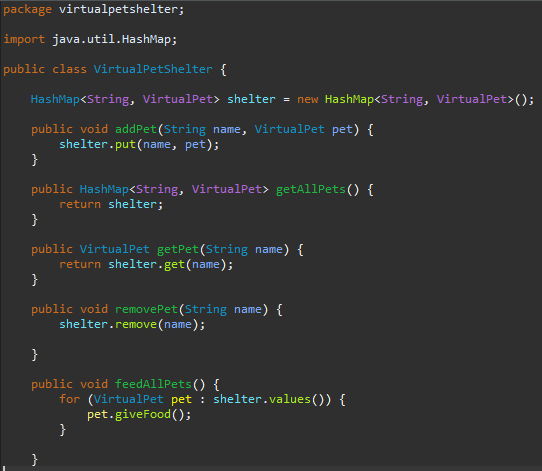 package virtualpetshelter;
import java.util.HashMap;
public class VirtualPetShelter {
HashMap<String, VirtualPet> shelter = new HashMap<String, VirtualPet>();
public void addPet(String name, VirtualPet pet) {
shelter.put(name, pet);
}
public HashMap<String, VirtualPet> getAllPets() {
return shelter;
}
public VirtualPet getPet(String name) {
return shelter.get(name);
}
public void removePet(String name) {
shelter.remove(name);
}
public void feedAllPets() {
for (VirtualPet pet : shelter.values()) {
pet.giveFood();
}
}